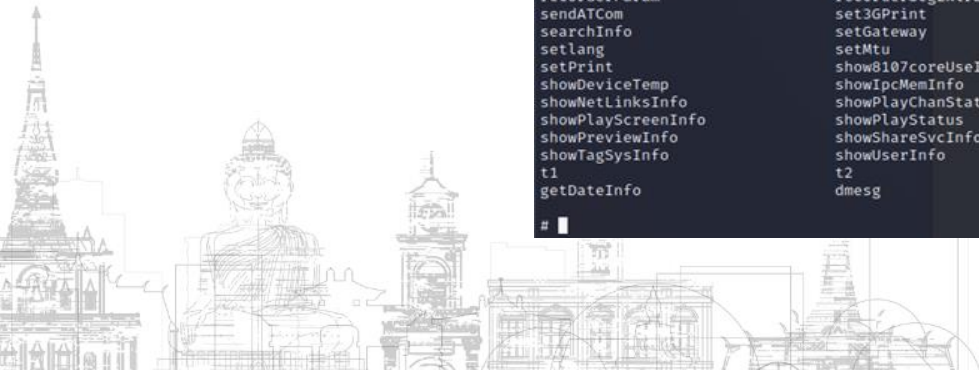 sendATCom set3GPrint
searchInfo setGateway
setlang setMtu
setPrint show8107coreUseI
showDeviceTemp showIpcMemInfo
showNetLinksInfo showPlayChanStat
showPlayScreenInfo showPlayStatus
showPreviewInfo showShareSvcInfo
showTagSysInfo showUserInfo
t1 t2
getDateInfo dmesg
#